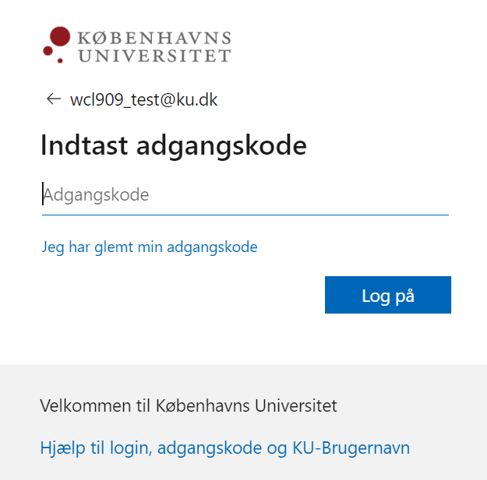 KØBENHAVNS
UNIVERSITET
← wcl909_test@ku.dk
Indtast adgangskode
Adgangskode
Jeg har glemt min adgangskode
Log på
Velkommen til Københavns Universitet
Hjælp til login, adgangskode og KU-Brugernavn